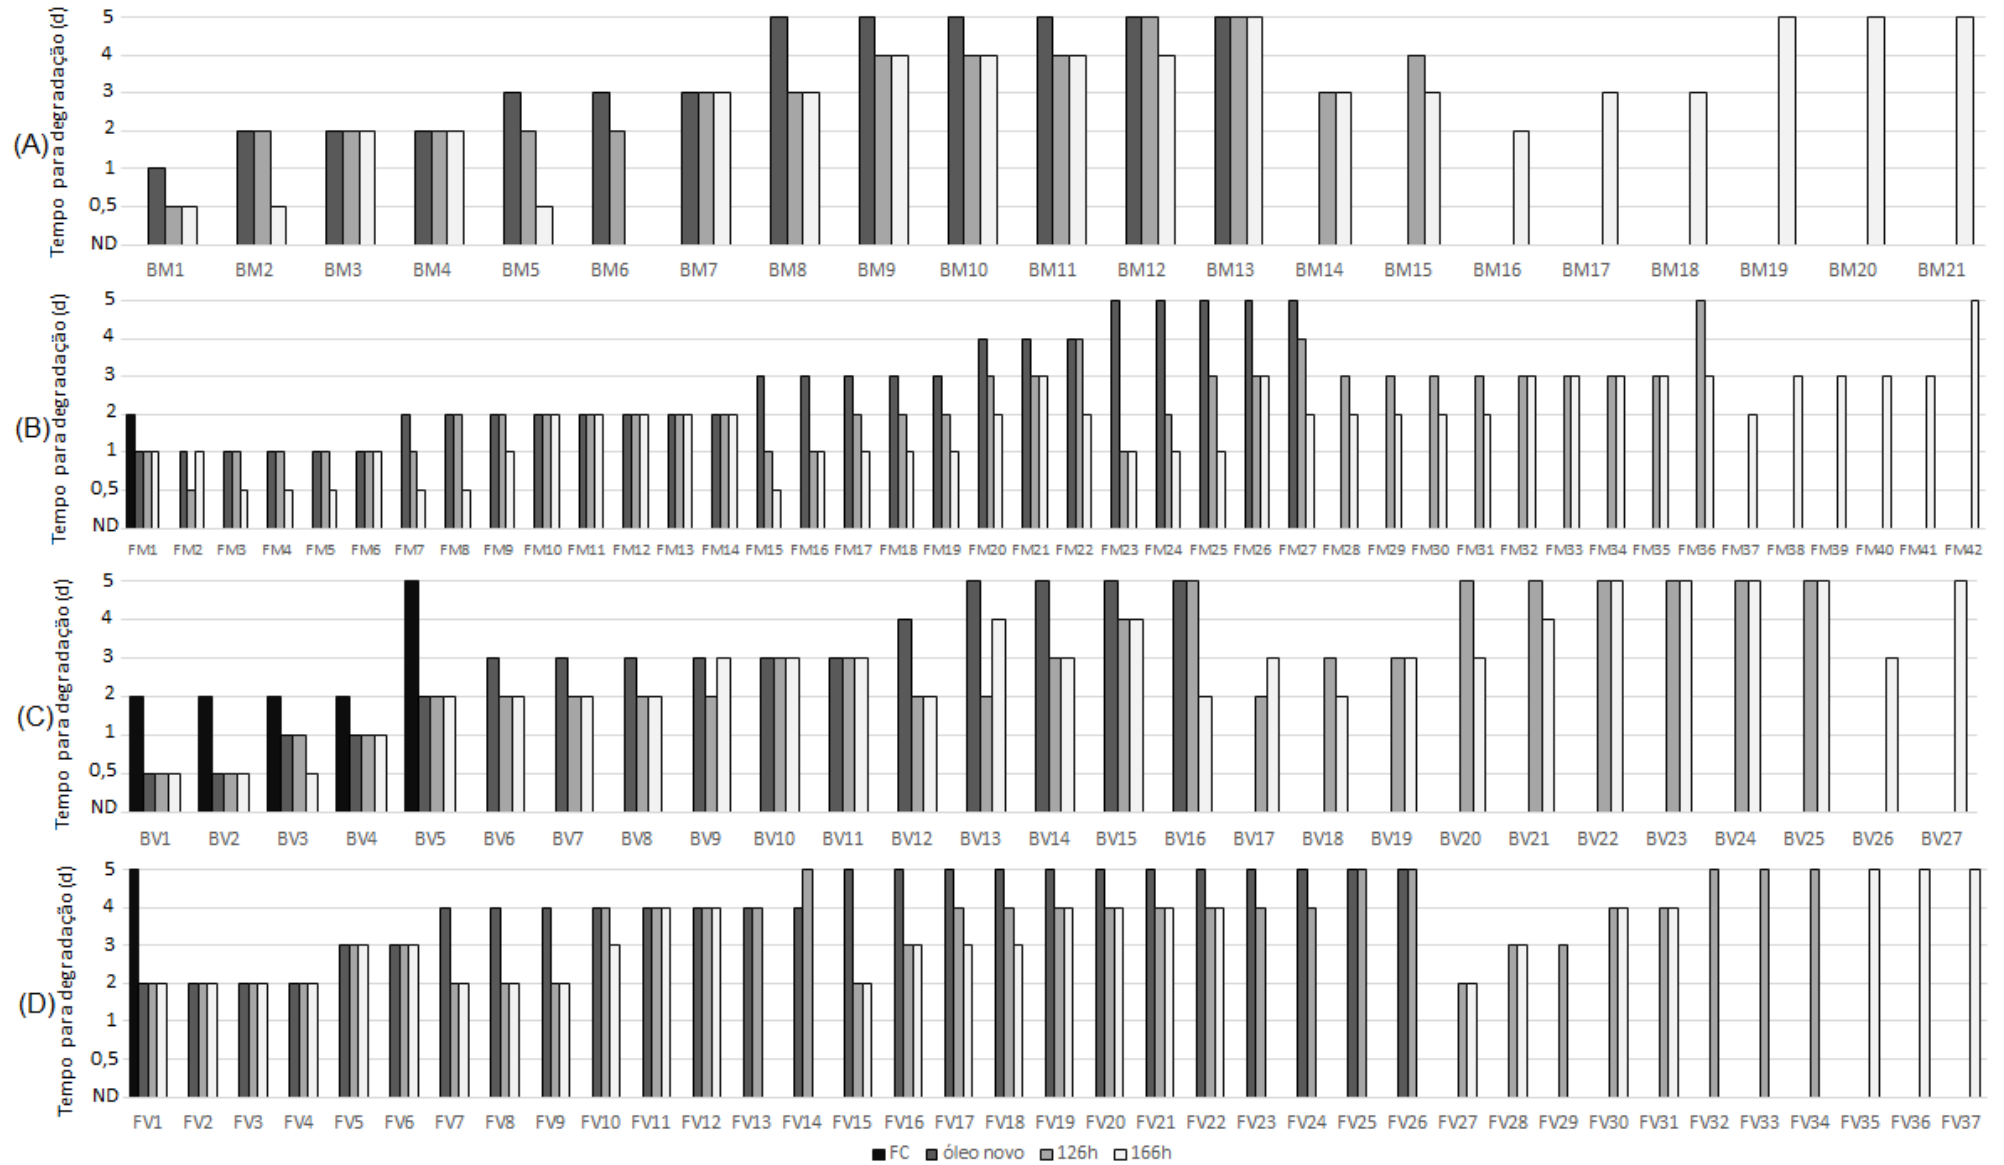 (A)
Tempo para degradação (d)
5
4
3
2
1
0,5
ND
BM1 BM2 BM3 BM4 BM5 BM6 BM7 BM8 BM9 BM10 BM11 BM12 BM13 BM14 BM15 BM16 BM17 BM18 BM19 BM20 BM21
(B)
Tempo para degradação (d)
5
4
3
2
1
0,5
ND
FM1 FM2 FM3 FM4 FM5 FM6 FM7 FM8 FM9 FM10 FM11 FM12 FM13 FM14 FM15 FM16 FM17 FM18 FM19 FM20 FM21 FM22 FM23 FM24 FM25 FM26 FM27 FM28 FM29 FM30 FM31 FM32 FM33 FM34 FM35 FM36 FM37 FM38 FM39 FM40 FM41 FM42
(C)
Tempo para degradação (d)
5
4
3
2
1
0,5
ND
BV1 BV2 BV3 BV4 BV5 BV6 BV7 BV8 BV9 BV10 BV11 BV12 BV13 BV14 BV15 BV16 BV17 BV18 BV19 BV20 BV21 BV22 BV23 BV24 BV25 BV26 BV27
(D)
Tempo para degradação (d)
5
4
3
2
1
0,5
ND
FV1 FV2 FV3 FV4 FV5 FV6 FV7 FV8 FV9 FV10 FV11 FV12 FV13 FV14 FV15 FV16 FV17 FV18 FV19 FV20 FV21 FV22 FV23 FV24 FV25 FV26 FV27 FV28 FV29 FV30 FV31 FV32 FV33 FV34 FV35 FV36 FV37
FC óleo novo 126h 166h